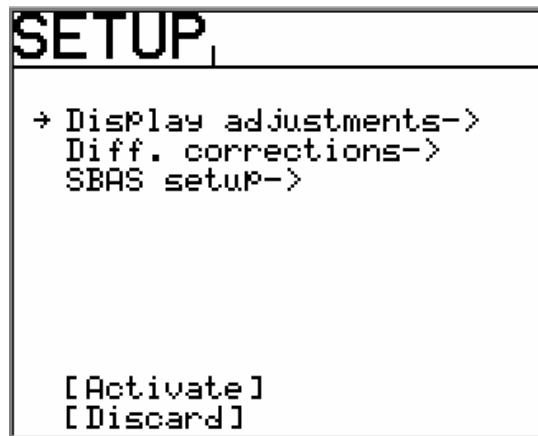 SETUP
→ Display adjustments->
Diff. corrections->
SBAS setup->
[Activate]
[Discard]